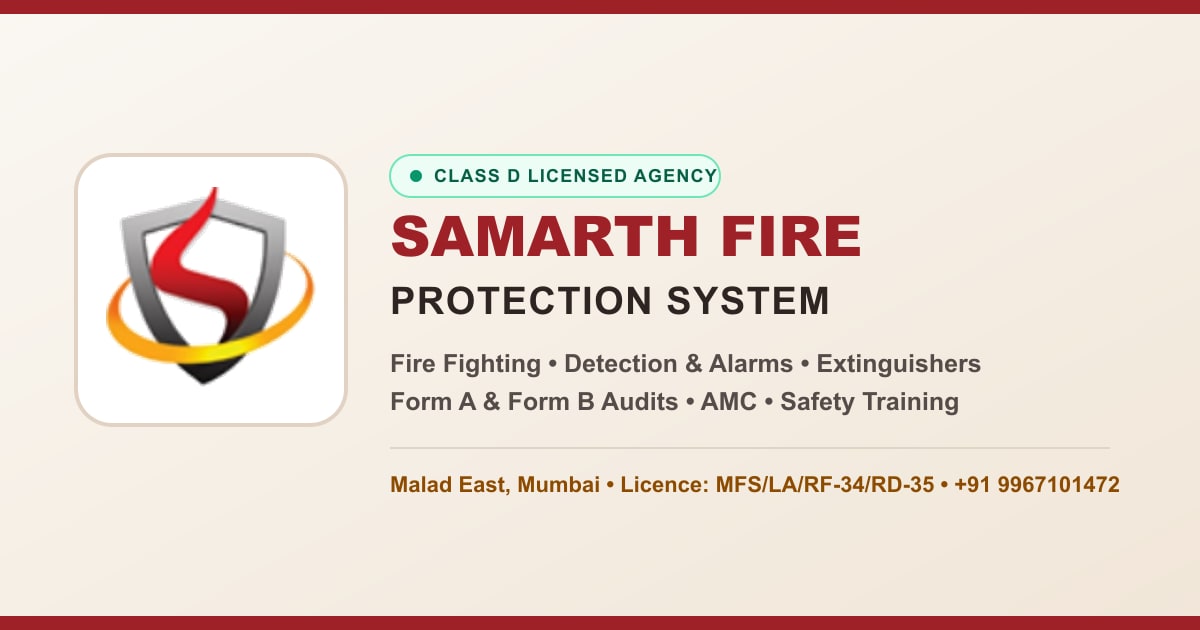 CLASS D LICENSED AGENCY
SAMARTH FIRE
PROTECTION SYSTEM
Fire Fighting • Detection & Alarms • Extinguishers
Form A & Form B Audits • AMC • Safety Training
Malad East, Mumbai • Licence: MFS/LA/RF-34/RD-35 • +91 9967101472